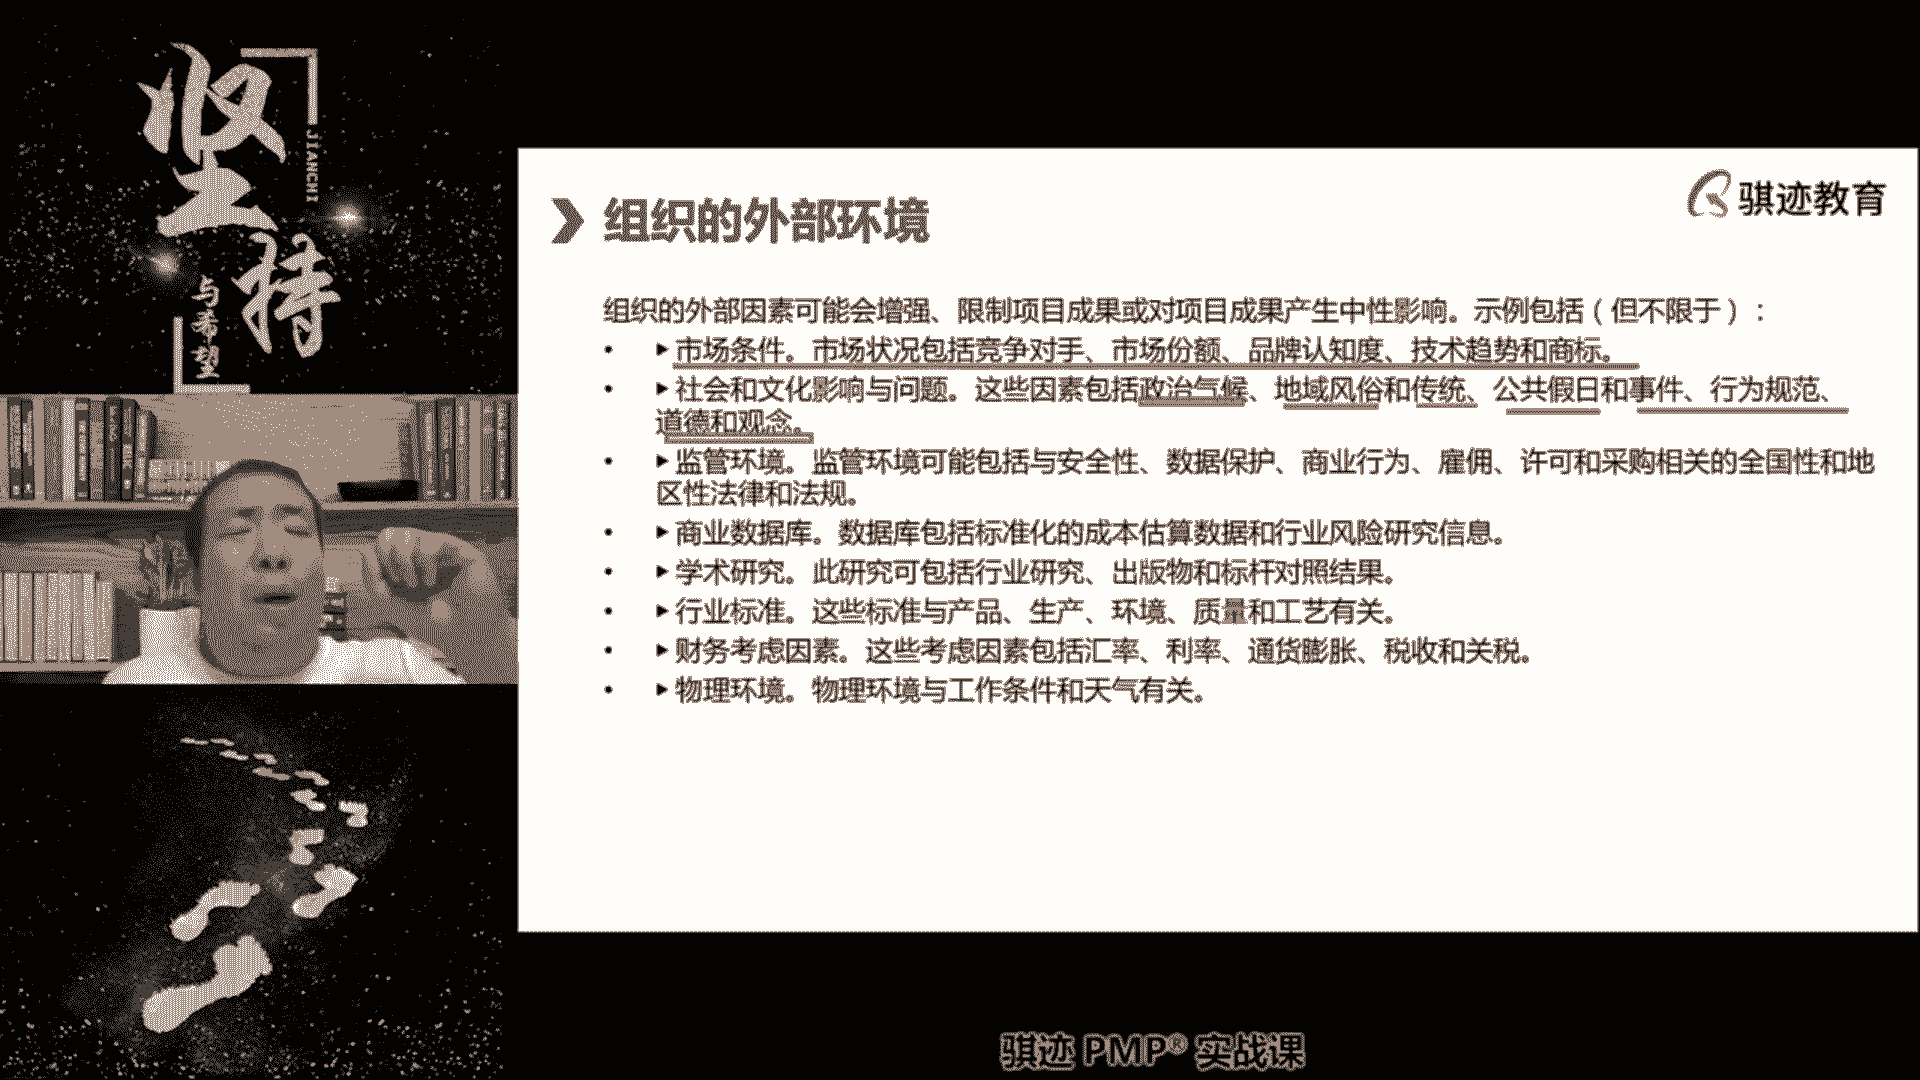 坚持
JIANCHI
与希望
骐迹教育
组织的外部环境
组织的外部因素可能会增强、限制项目成果或对项目成果产生中性影响。示例包括（但不限于）：
• ▶市场条件。市场状况包括竞争对手、市场份额、品牌认知度、技术趋势和商标。
• ▶社会和文化影响与问题。这些因素包括政治气候、地域风俗和传统、公共假日和事件、行为规范、
道德和观念。
• ▶监管环境。监管环境可能包括与安全性、数据保护、商业行为、雇佣、许可和采购相关的全国性和地
区性法律和法规。
• ▶商业数据库。数据库包括标准化的成本估算数据和行业风险研究信息。
• ▶学术研究。此研究可包括行业研究、出版物和标杆对照结果。
• ▶行业标准。这些标准与产品、生产、环境、质量和工艺有关。
• ▶财务考虑因素。这些考虑因素包括汇率、利率、通货膨胀、税收和关税。
• ▶物理环境。物理环境与工作条件和天气有关。
骐迹 PMP® 实战课